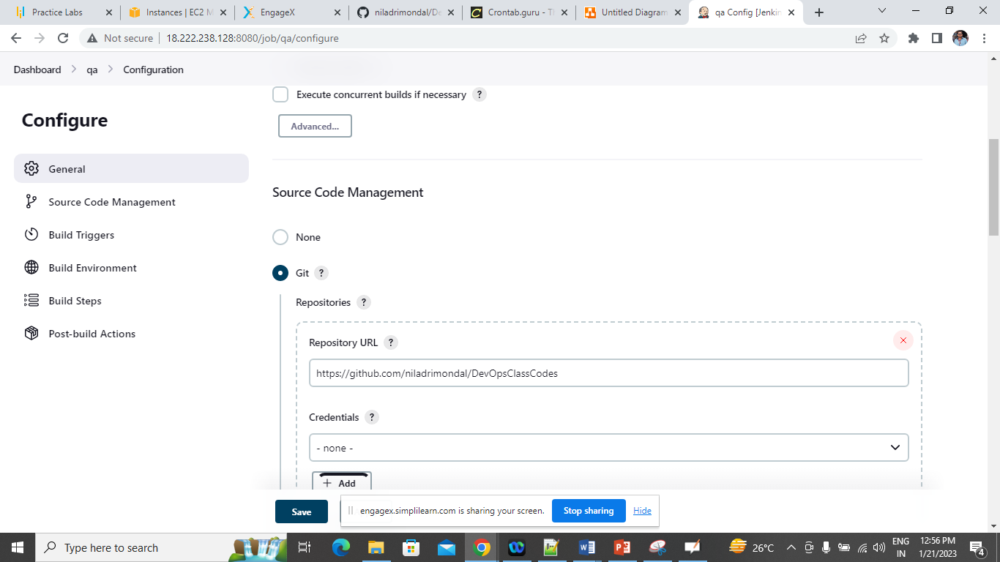 Practice Labs
Instances | EC2 M
EngageX
niladrimondal/De
Crontab.guru - Th
Untitled Diagram
qa Config [Jenkin
Not secure
18.222.238.128:8080/job/qa/configure
Dashboard
qa
Configuration
Execute concurrent builds if necessary ?
Advanced...
Configure
General
Source Code Management
Build Triggers
Build Environment
Build Steps
Post-build Actions
Source Code Management
None
Git ?
Repositories ?
Repository URL ?
https://github.com/niladrimondal/DevOpsClassCodes
Credentials ?
- none -
Add
Save
engagex.simplilearn.com is sharing your screen.
Stop sharing
Hide
Type here to search
26°C
ENG
IN
12:56 PM
1/21/2023
4